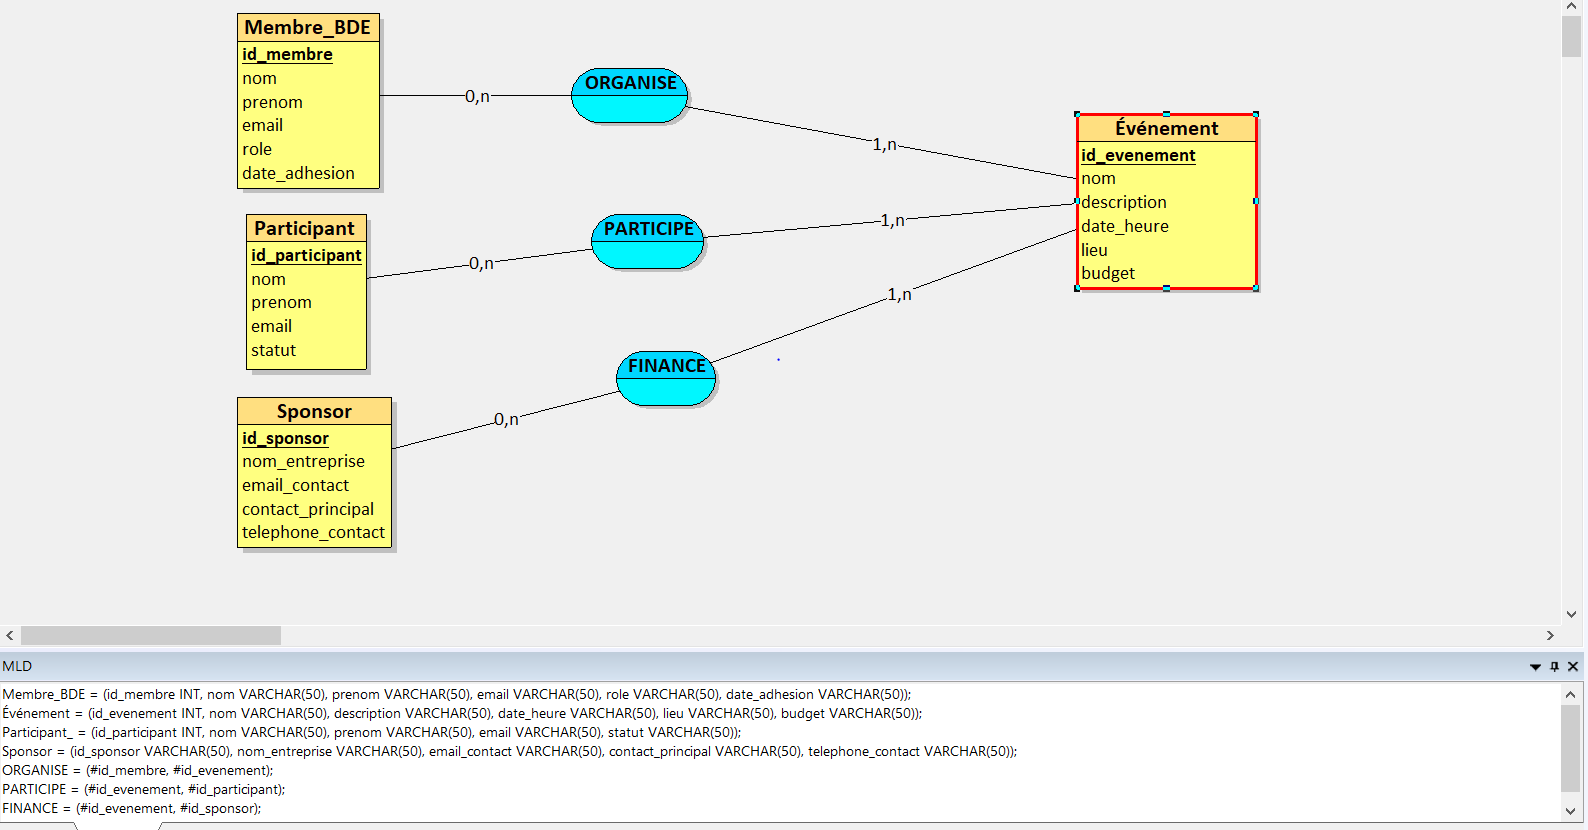 Membre_BDE
id_membre
nom
prenom
email
role
date_adhesion
0,n
ORGANISE
1,n
Événement
id_evenement
nom
description
date_heure
lieu
budget
Participant
id_participant
nom
prenom
email
statut
0,n
PARTICIPE
1,n
Sponsor
id_sponsor
nom_entreprise
email_contact
contact_principal
telephone_contact
0,n
FINANCE
1,n
MLD
Membre_BDE = (id_membre INT, nom VARCHAR(50), prenom VARCHAR(50), email VARCHAR(50), role VARCHAR(50), date_adhesion VARCHAR(50));
Événement = (id_evenement INT, nom VARCHAR(50), description VARCHAR(50), date_heure VARCHAR(50), lieu VARCHAR(50), budget VARCHAR(50));
Participant_ = (id_participant INT, nom VARCHAR(50), prenom VARCHAR(50), email VARCHAR(50), statut VARCHAR(50));
Sponsor = (id_sponsor VARCHAR(50), nom_entreprise VARCHAR(50), email_contact VARCHAR(50), contact_principal VARCHAR(50), telephone_contact VARCHAR(50));
ORGANISE = (#id_membre, #id_evenement);
PARTICIPE = (#id_evenement, #id_participant);
FINANCE = (#id_evenement, #id_sponsor);